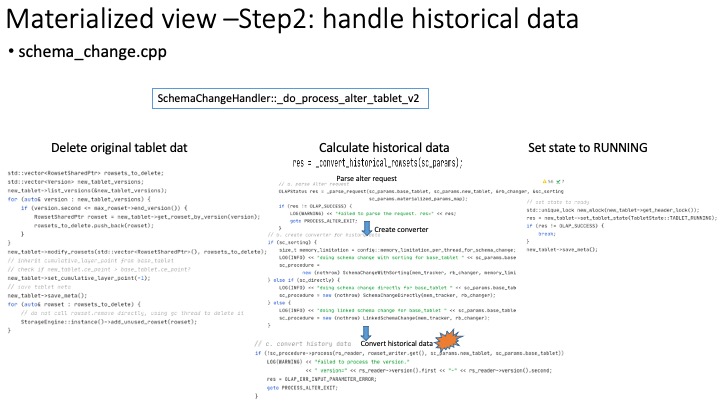 Materialized view –Step2: handle historical data
• schema_change.cpp
SchemaChangeHandler::_do_process_alter_tablet_v2
Delete original tablet dat
std::vector<RowsetSharedPtr> rowsets_to_delete;
std::vector<Version> new_tablet_versions;
new_tablet->list_versions(&new_tablet_versions);
for (auto& version : new_tablet_versions) {
if (version.second <= max_rowset->end_version()) {
RowsetSharedPtr rowset = new_tablet->get_rowset_by_version(version);
rowsets_to_delete.push_back(rowset);
}
}
new_tablet->modify_rowsets(std::vector<RowsetSharedPtr>(), rowsets_to_delete);
// inherit cumulative_layer_point from base_tablet
// check if new_tablet.ce_point > base_tablet.ce_point?
new_tablet->set_cumulative_layer_point(-1);
// save tablet meta
new_tablet->save_meta();
for (auto& rowset : rowsets_to_delete) {
// do not call rowset.remove directly, using gc thread to delete it
StorageEngine::instance()->add_unused_rowset(rowset);
}
Calculate historical data
res = _convert_historical_rowsets(sc_params);
Parse alter request
// a. parse Alter request
OLAPStatus res = _parse_request(sc_params.base_tablet, sc_params.new_tablet, &rb_changer, &sc_sorting
sc_params.materialized_params_map);
if (res != OLAP_SUCCESS) {
LOG(WARNING) << "failed to parse the request. res=" << res;
goto PROCESS_ALTER_EXIT;
}
Create converter
if (sc_sorting) {
size_t memory_limitation = config::memory_limitation_per_thread_for_schema_change;
LOG(INFO) << "doing schema change with sorting for base_tablet " << sc_params.base
sc_procedure =
new (nothrow) SchemaChangeWithSorting(mem_tracker, rb_changer, memory_limi
} else if (sc_directly) {
LOG(INFO) << "doing schema change directly for base_tablet " << sc_params.base_tab
sc_procedure = new (nothrow) SchemaChangeDirectly(mem_tracker, rb_changer);
} else {
LOG(INFO) << "doing linked schema change for base_tablet " << sc_params.base_table
sc_procedure = new (nothrow) LinkedSchemaChange(mem_tracker, rb_changer);
}
Convert historical data
// c. convert history data
if (!sc_procedure->process(rs_reader, rowset_writer.get(), sc_params.new_tablet, sc_params.base_tablet))
LOG(WARNING) << "failed to process the version."
<< " version=" << rs_reader->version().first << "-" << rs_reader->version().second;
res = OLAP_ERR_INPUT_PARAMETER_ERROR;
goto PROCESS_ALTER_EXIT;
}
Set state to RUNNING
// set state to ready
std::unique_lock new_wlock(new_tablet->get_header_lock());
res = new_tablet->set_tablet_state(TabletState::TABLET_RUNNING);
if (res != OLAP_SUCCESS) {
break;
}
new_tablet->save_meta();